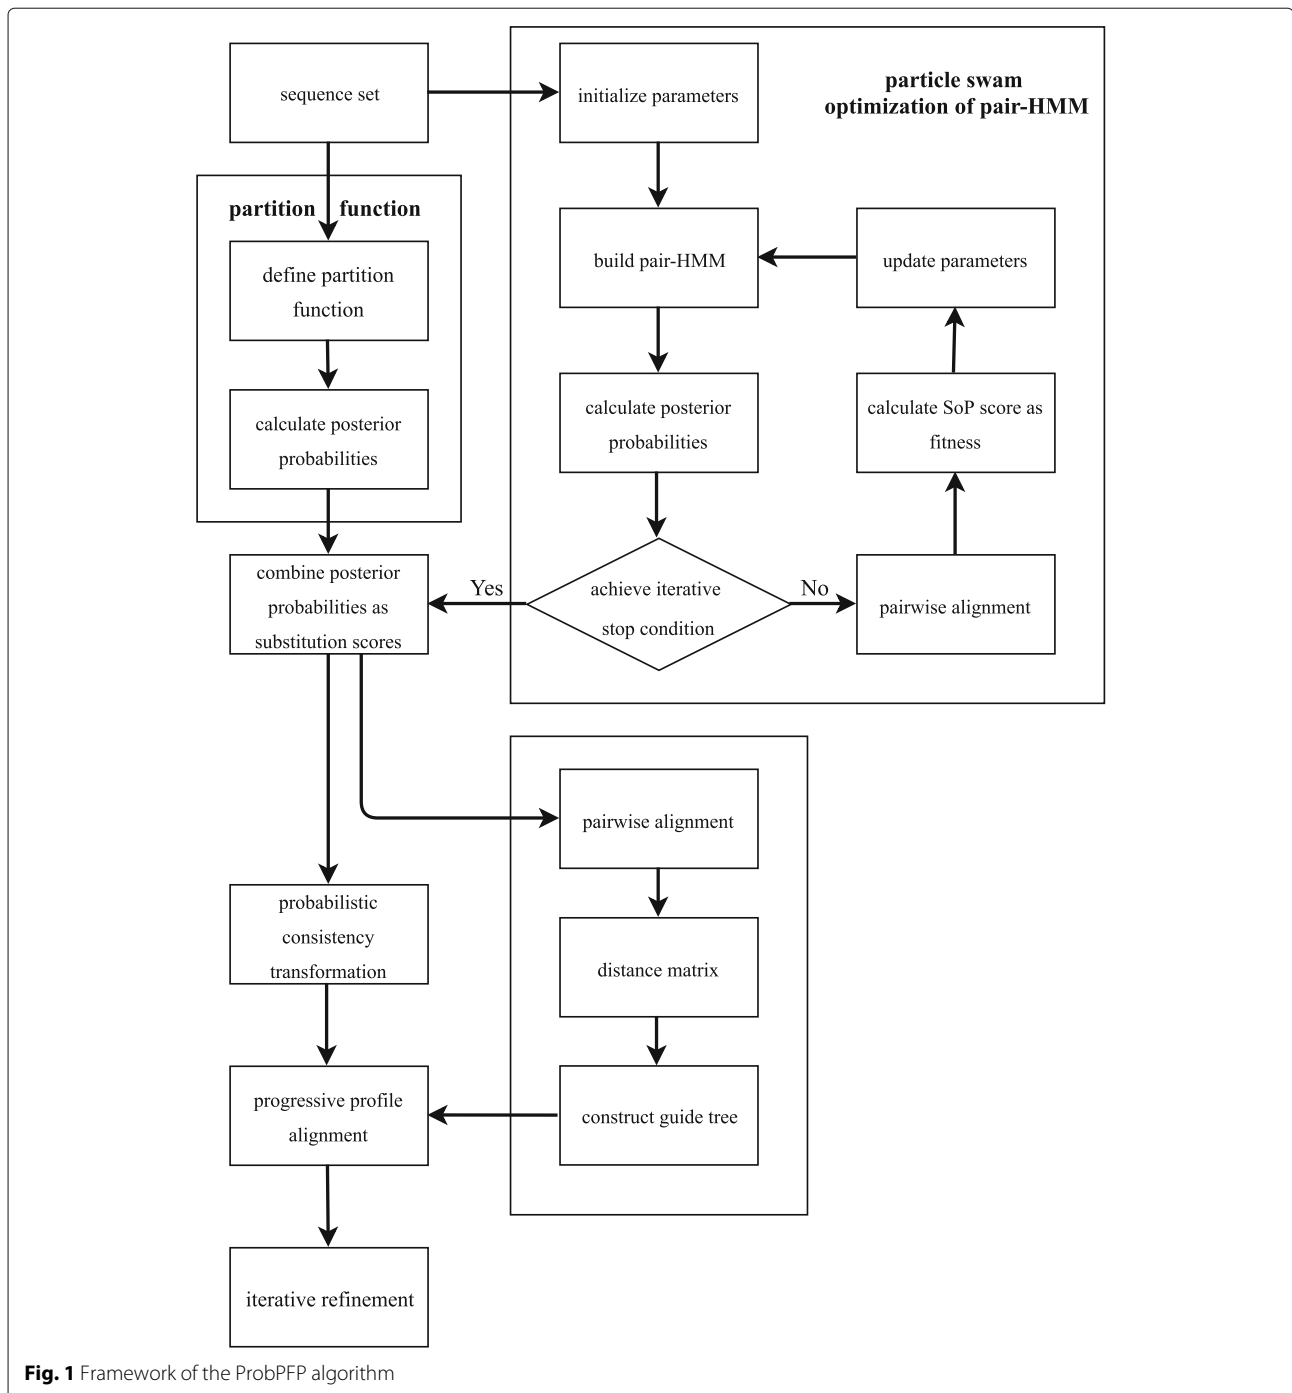 sequence set
initialize parameters
particle swam
optimization of pair-HMM
partition function
define partition
function
calculate posterior
probabilities
build pair-HMM
update parameters
calculate posterior
probabilities
calculate SoP score as
fitness
combine posterior
probabilities as
substitution scores
Yes
achieve iterative
stop condition
No
pairwise alignment
pairwise alignment
distance matrix
construct guide tree
probabilistic
consistency
transformation
progressive profile
alignment
iterative refinement
Fig. 1 Framework of the ProbPFP algorithm